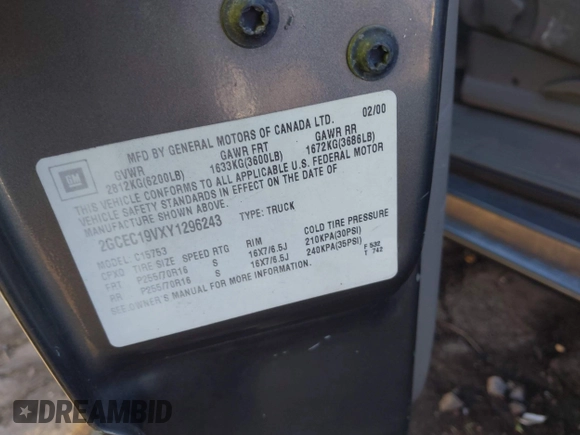 MFD BY GENERAL MOTORS OF CANADA LTD. 02/00
GVWR GAWR FRT GAWR RR
2812KG(6200LB) 1633KG(3600LB) 1672KG(3686LB)
THIS VEHICLE CONFORMS TO ALL APPLICABLE U.S. FEDERAL MOTOR
VEHICLE SAFETY STANDARDS IN EFFECT ON THE DATE OF
MANUFACTURE SHOWN ABOVE.
2GCEC19VXY1296243 TYPE: TRUCK
MODEL: C15753
CPXO TIRE SIZE SPEED RTG RIM COLD TIRE PRESSURE
FRT P255/70R16 S 16X7/6.5J 210KPA(30PSI) F 532
RR P255/70R16 S 16X7/6.5J 240KPA(35PSI) T 742
SEE OWNER'S MANUAL FOR MORE INFORMATION.
GM
DREAMBID